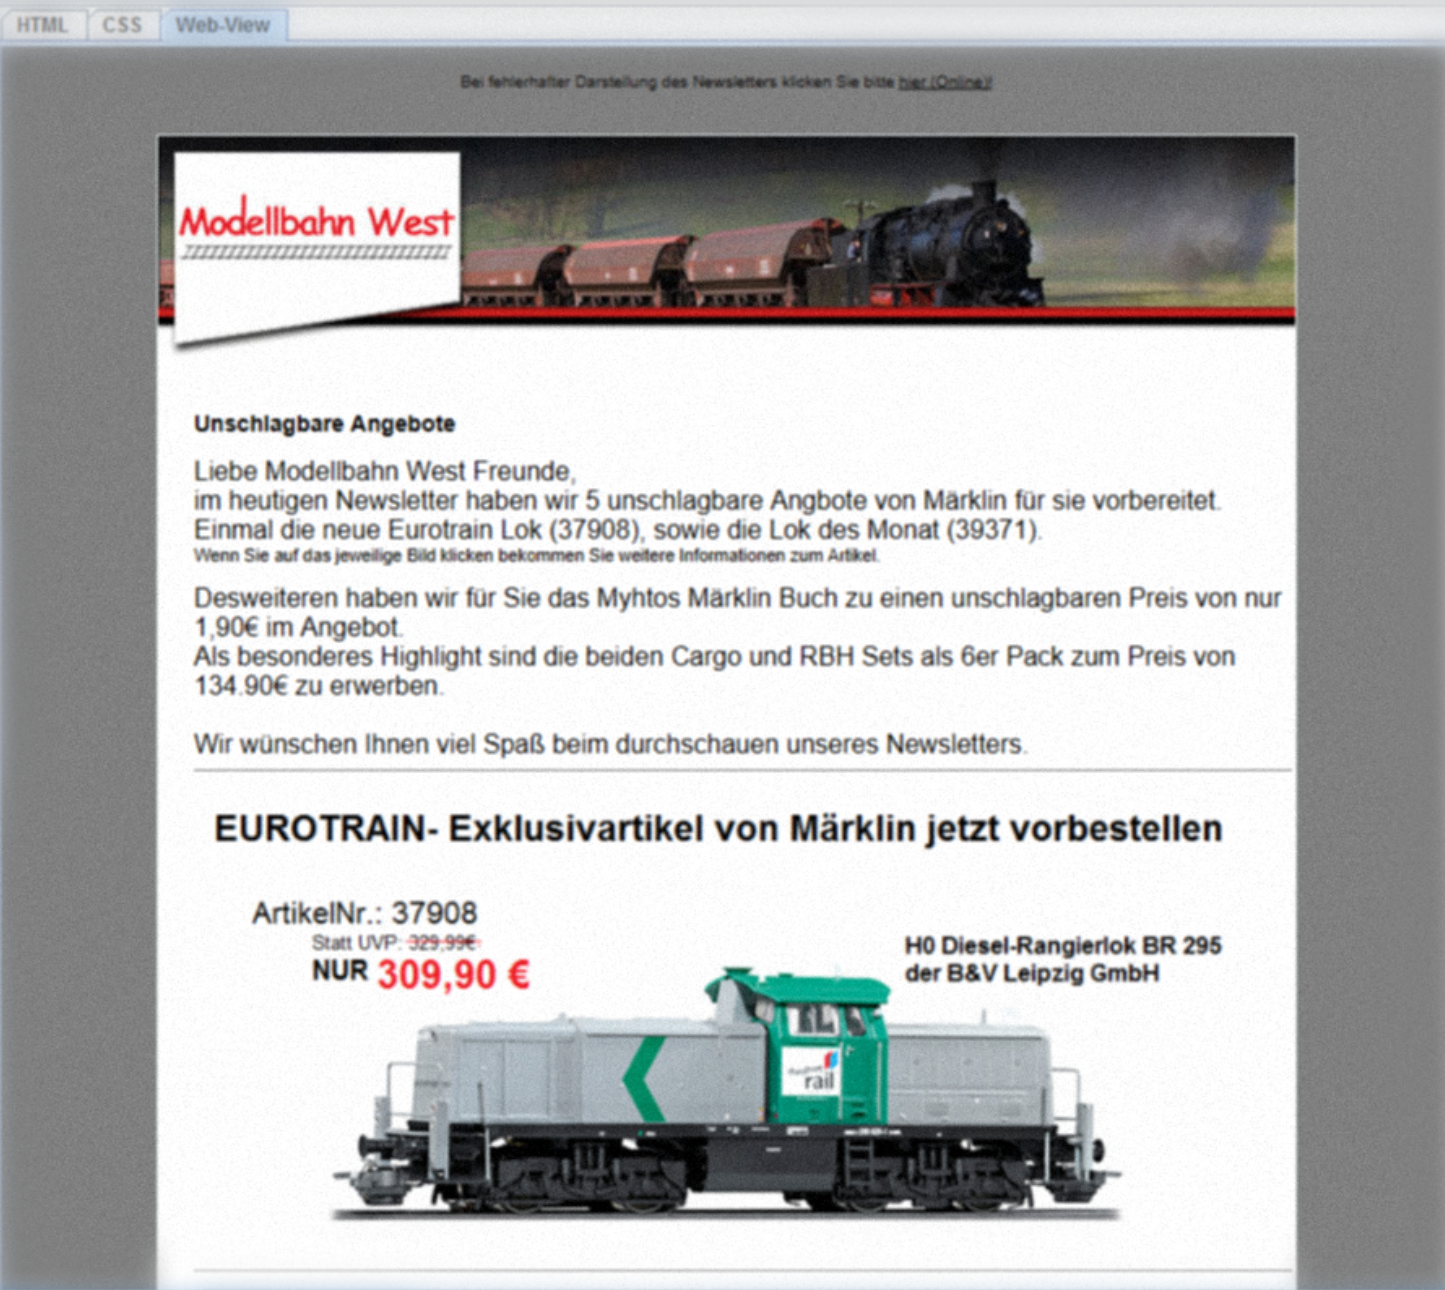 HTML CSS Web-View
Bei fehlerhafter Darstellung des Newsletters klicken Sie bitte hier (Online)!
Modellbahn West
Unschlagbare Angebote
Liebe Modellbahn West Freunde,
im heutigen Newsletter haben wir 5 unschlagbare Angbote von Märklin für sie vorbereitet.
Einmal die neue Eurotrain Lok (37908), sowie die Lok des Monat (39371).
Wenn Sie auf das jeweilige Bild klicken bekommen Sie weitere Informationen zum Artikel.
Desweiteren haben wir für Sie das Myhtos Märklin Buch zu einen unschlagbaren Preis von nur
1,90€ im Angebot.
Als besonderes Highlight sind die beiden Cargo und RBH Sets als 6er Pack zum Preis von
134.90€ zu erwerben.
Wir wünschen Ihnen viel Spaß beim durchschauen unseres Newsletters.
EUROTRAIN- Exklusivartikel von Märklin jetzt vorbestellen
ArtikelNr.: 37908
Statt UVP: 329,99€
NUR 309,90 €
H0 Diesel-Rangierlok BR 295
der B&V Leipzig GmbH
rail